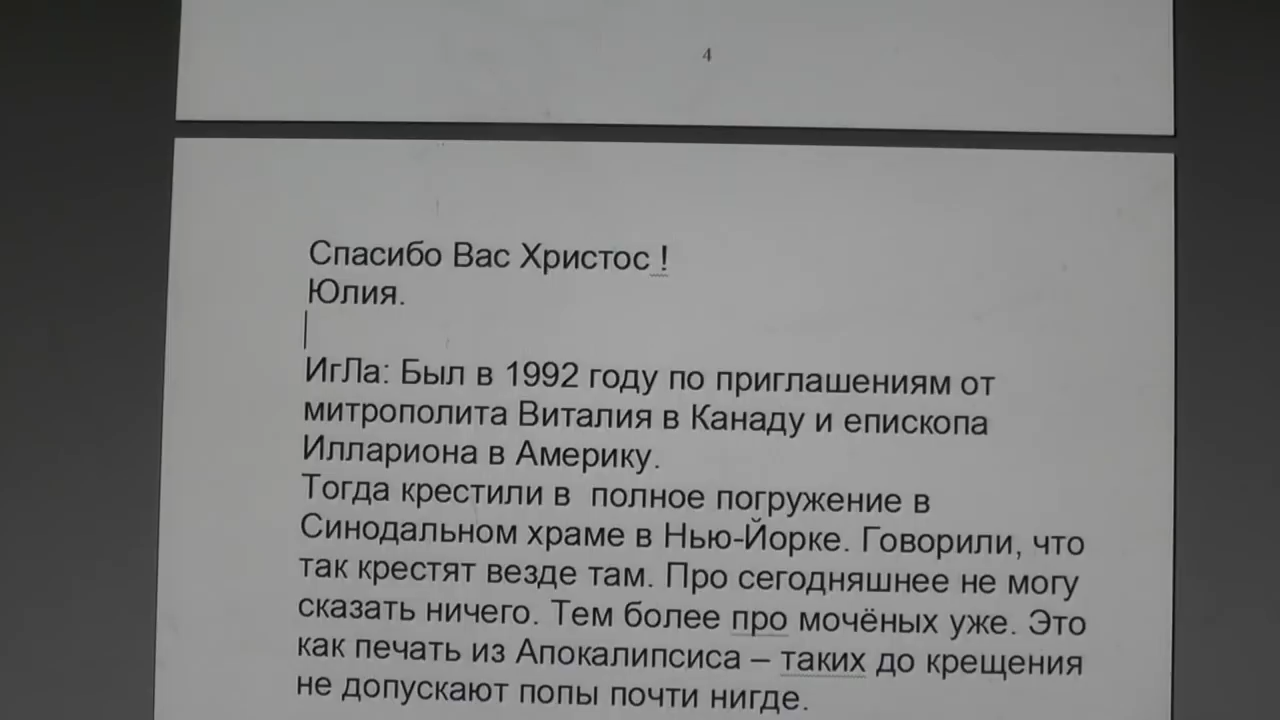 4
Спасибо Вас Христос !
Юлия.
ИгЛа: Был в 1992 году по приглашениям от
митрополита Виталия в Канаду и епископа
Иллариона в Америку.
Тогда крестили в  полное погружение в
Синодальном храме в Нью-Йорке. Говорили, что
так крестят везде там. Про сегодняшнее не могу
сказать ничего. Тем более про мочёных уже. Это
как печать из Апокалипсиса – таких до крещения
не допускают попы почти нигде.